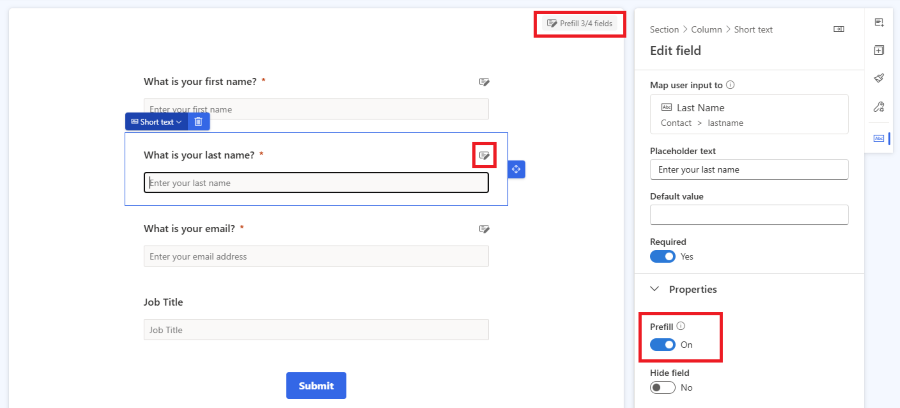 Prefill 3/4 fields
What is your first name? *
Enter your first name
Short text
What is your last name? *
Enter your last name
What is your email? *
Enter your email address
Job Title
Job Title
Submit
Section > Column > Short text
Edit field
Map user input to
Abc Last Name
Contact > lastname
Placeholder text
Enter your last name
Default value
Required
Yes
Properties
Prefill
On
Hide field
No
Abc